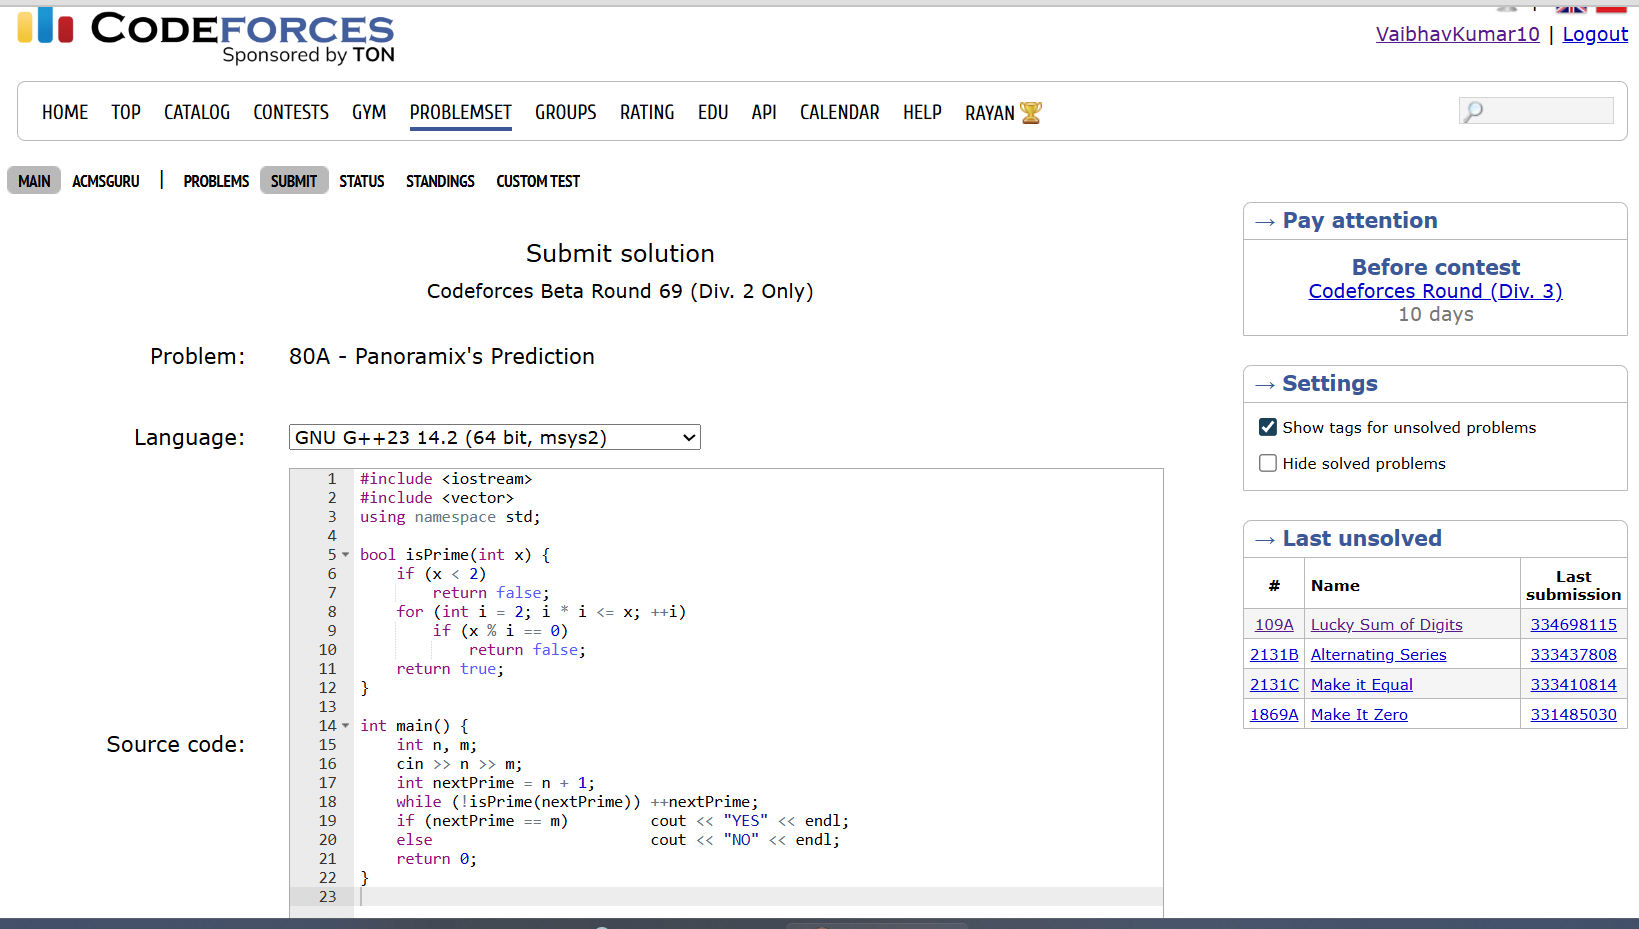 CODEFORCES
Sponsored by TON
VaibhavKumar10 | Logout
HOME TOP CATALOG CONTESTS GYM PROBLEMSET GROUPS RATING EDU API CALENDAR HELP RAYAN
MAIN ACMSGURU | PROBLEMS SUBMIT STATUS STANDINGS CUSTOM TEST
Submit solution
Codeforces Beta Round 69 (Div. 2 Only)
Problem: 80A - Panoramix's Prediction
Language: GNU G++23 14.2 (64 bit, msys2)
Source code:
1 #include <iostream>
2 #include <vector>
3 using namespace std;
4
5 bool isPrime(int x) {
6     if (x < 2)
7         return false;
8     for (int i = 2; i * i <= x; ++i)
9         if (x % i == 0)
10             return false;
11     return true;
12 }
13
14 int main() {
15     int n, m;
16     cin >> n >> m;
17     int nextPrime = n + 1;
18     while (!isPrime(nextPrime)) ++nextPrime;
19     if (nextPrime == m)         cout << "YES" << endl;
20     else                        cout << "NO" << endl;
21     return 0;
22 }
23
→ Pay attention
Before contest
Codeforces Round (Div. 3)
10 days
→ Settings
Show tags for unsolved problems
Hide solved problems
→ Last unsolved
# Name Last submission
109A Lucky Sum of Digits 334698115
2131B Alternating Series 333437808
2131C Make it Equal 333410814
1869A Make It Zero 331485030